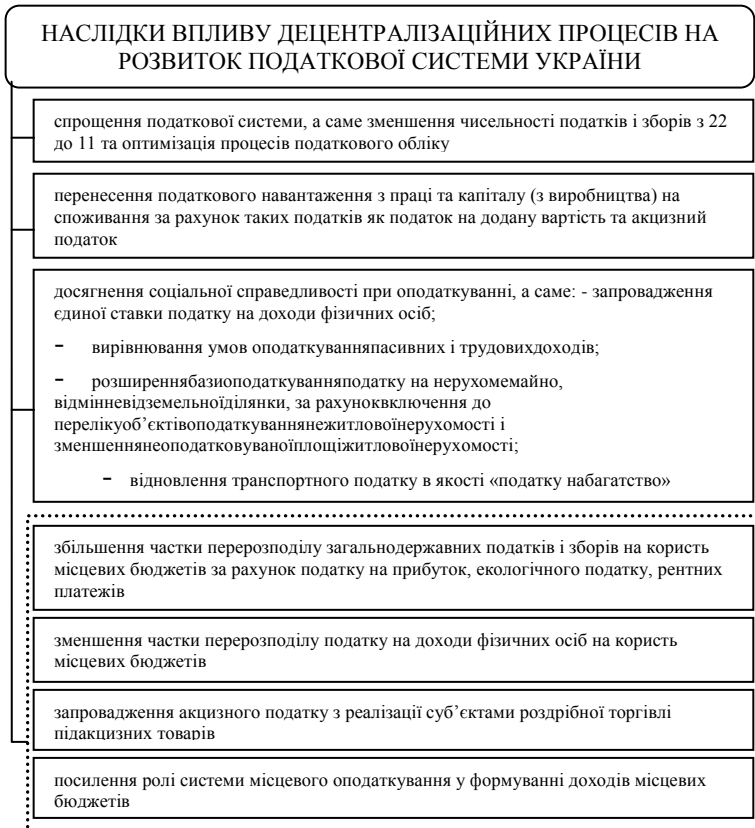 НАСЛІДКИ ВПЛИВУ ДЕЦЕНТРАЛІЗАЦІЙНИХ ПРОЦЕСІВ НА
РОЗВИТОК ПОДАТКОВОЇ СИСТЕМИ УКРАЇНИ
спрощення податкової системи, а саме зменшення чисельності податків і зборів з 22
до 11 та оптимізація процесів податкового обліку
перенесення податкового навантаження з праці та капіталу (з виробництва) на
споживання за рахунок таких податків як податок на додану вартість та акцизний
податок
досягнення соціальної справедливості при оподаткуванні, а саме: - запровадження
єдиної ставки податку на доходи фізичних осіб;
- вирівнювання умов оподаткуванняпасивних і трудовихдоходів;
- розширеннябазиоподаткуванняподатку на нерухомемайно,
відмінневідземельноїділянки, за рахуноквключення до
перелікуоб’єктівоподаткуваннянежитловоїнерухомості і
зменшеннянеоподатковуваноїплощіжитловоїнерухомості;
- відновлення транспортного податку в якості «податку набагатство»
збільшення частки перерозподілу загальнодержавних податків і зборів на користь
місцевих бюджетів за рахунок податку на прибуток, екологічного податку, рентних
платежів
зменшення частки перерозподілу податку на доходи фізичних осіб на користь
місцевих бюджетів
запровадження акцизного податку з реалізації суб’єктами роздрібної торгівлі
підакцизних товарів
посилення ролі системи місцевого оподаткування у формуванні доходів місцевих
бюджетів